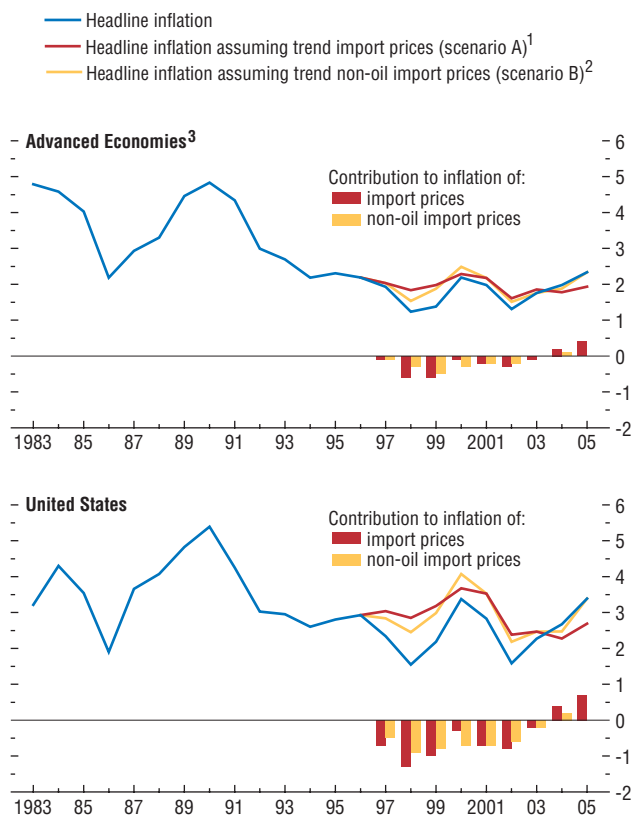 Headline inflation
Headline inflation assuming trend import prices (scenario A)1
Headline inflation assuming trend non-oil import prices (scenario B)2
Advanced Economies3
Contribution to inflation of:
import prices
non-oil import prices
6
5
4
3
2
1
0
-1
-2
1983 85 87 89 91 93 95 97 99 2001 03 05
United States
Contribution to inflation of:
import prices
non-oil import prices
6
5
4
3
2
1
0
-1
-2
1983 85 87 89 91 93 95 97 99 2001 03 05